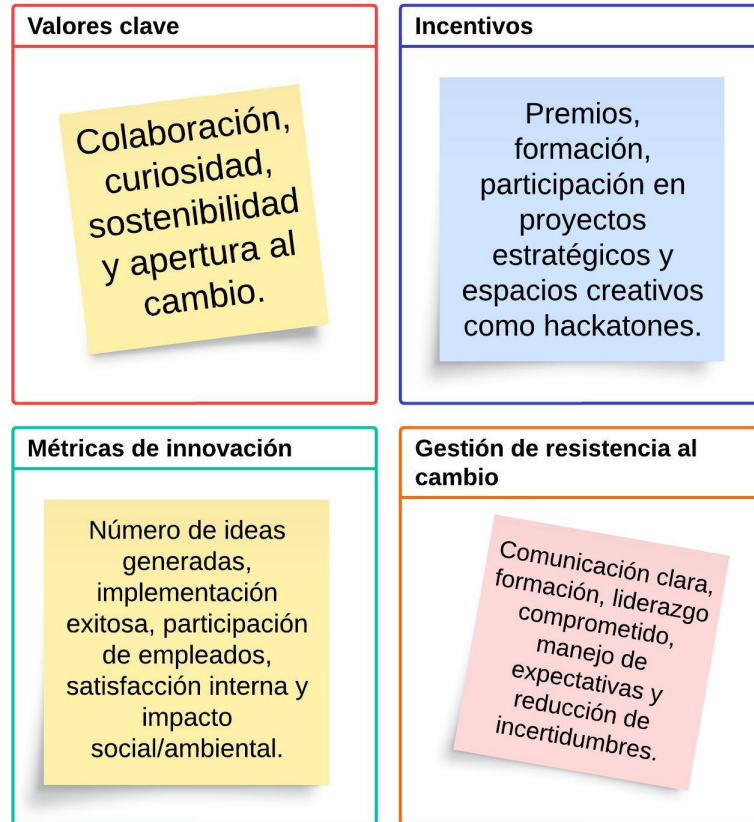 Valores clave
Colaboración,
curiosidad,
sostenibilidad
y apertura al
cambio.
Incentivos
Premios,
formación,
participación en
proyectos
estratégicos y
espacios creativos
como hackatones.
Métricas de innovación
Número de ideas
generadas,
implementación
exitosa, participación
de empleados,
satisfacción interna y
impacto
social/ambiental.
Gestión de resistencia al
cambio
Comunicación clara,
formación, liderazgo
comprometido,
manejo de
expectativas y
reducción de
incertidumbres.